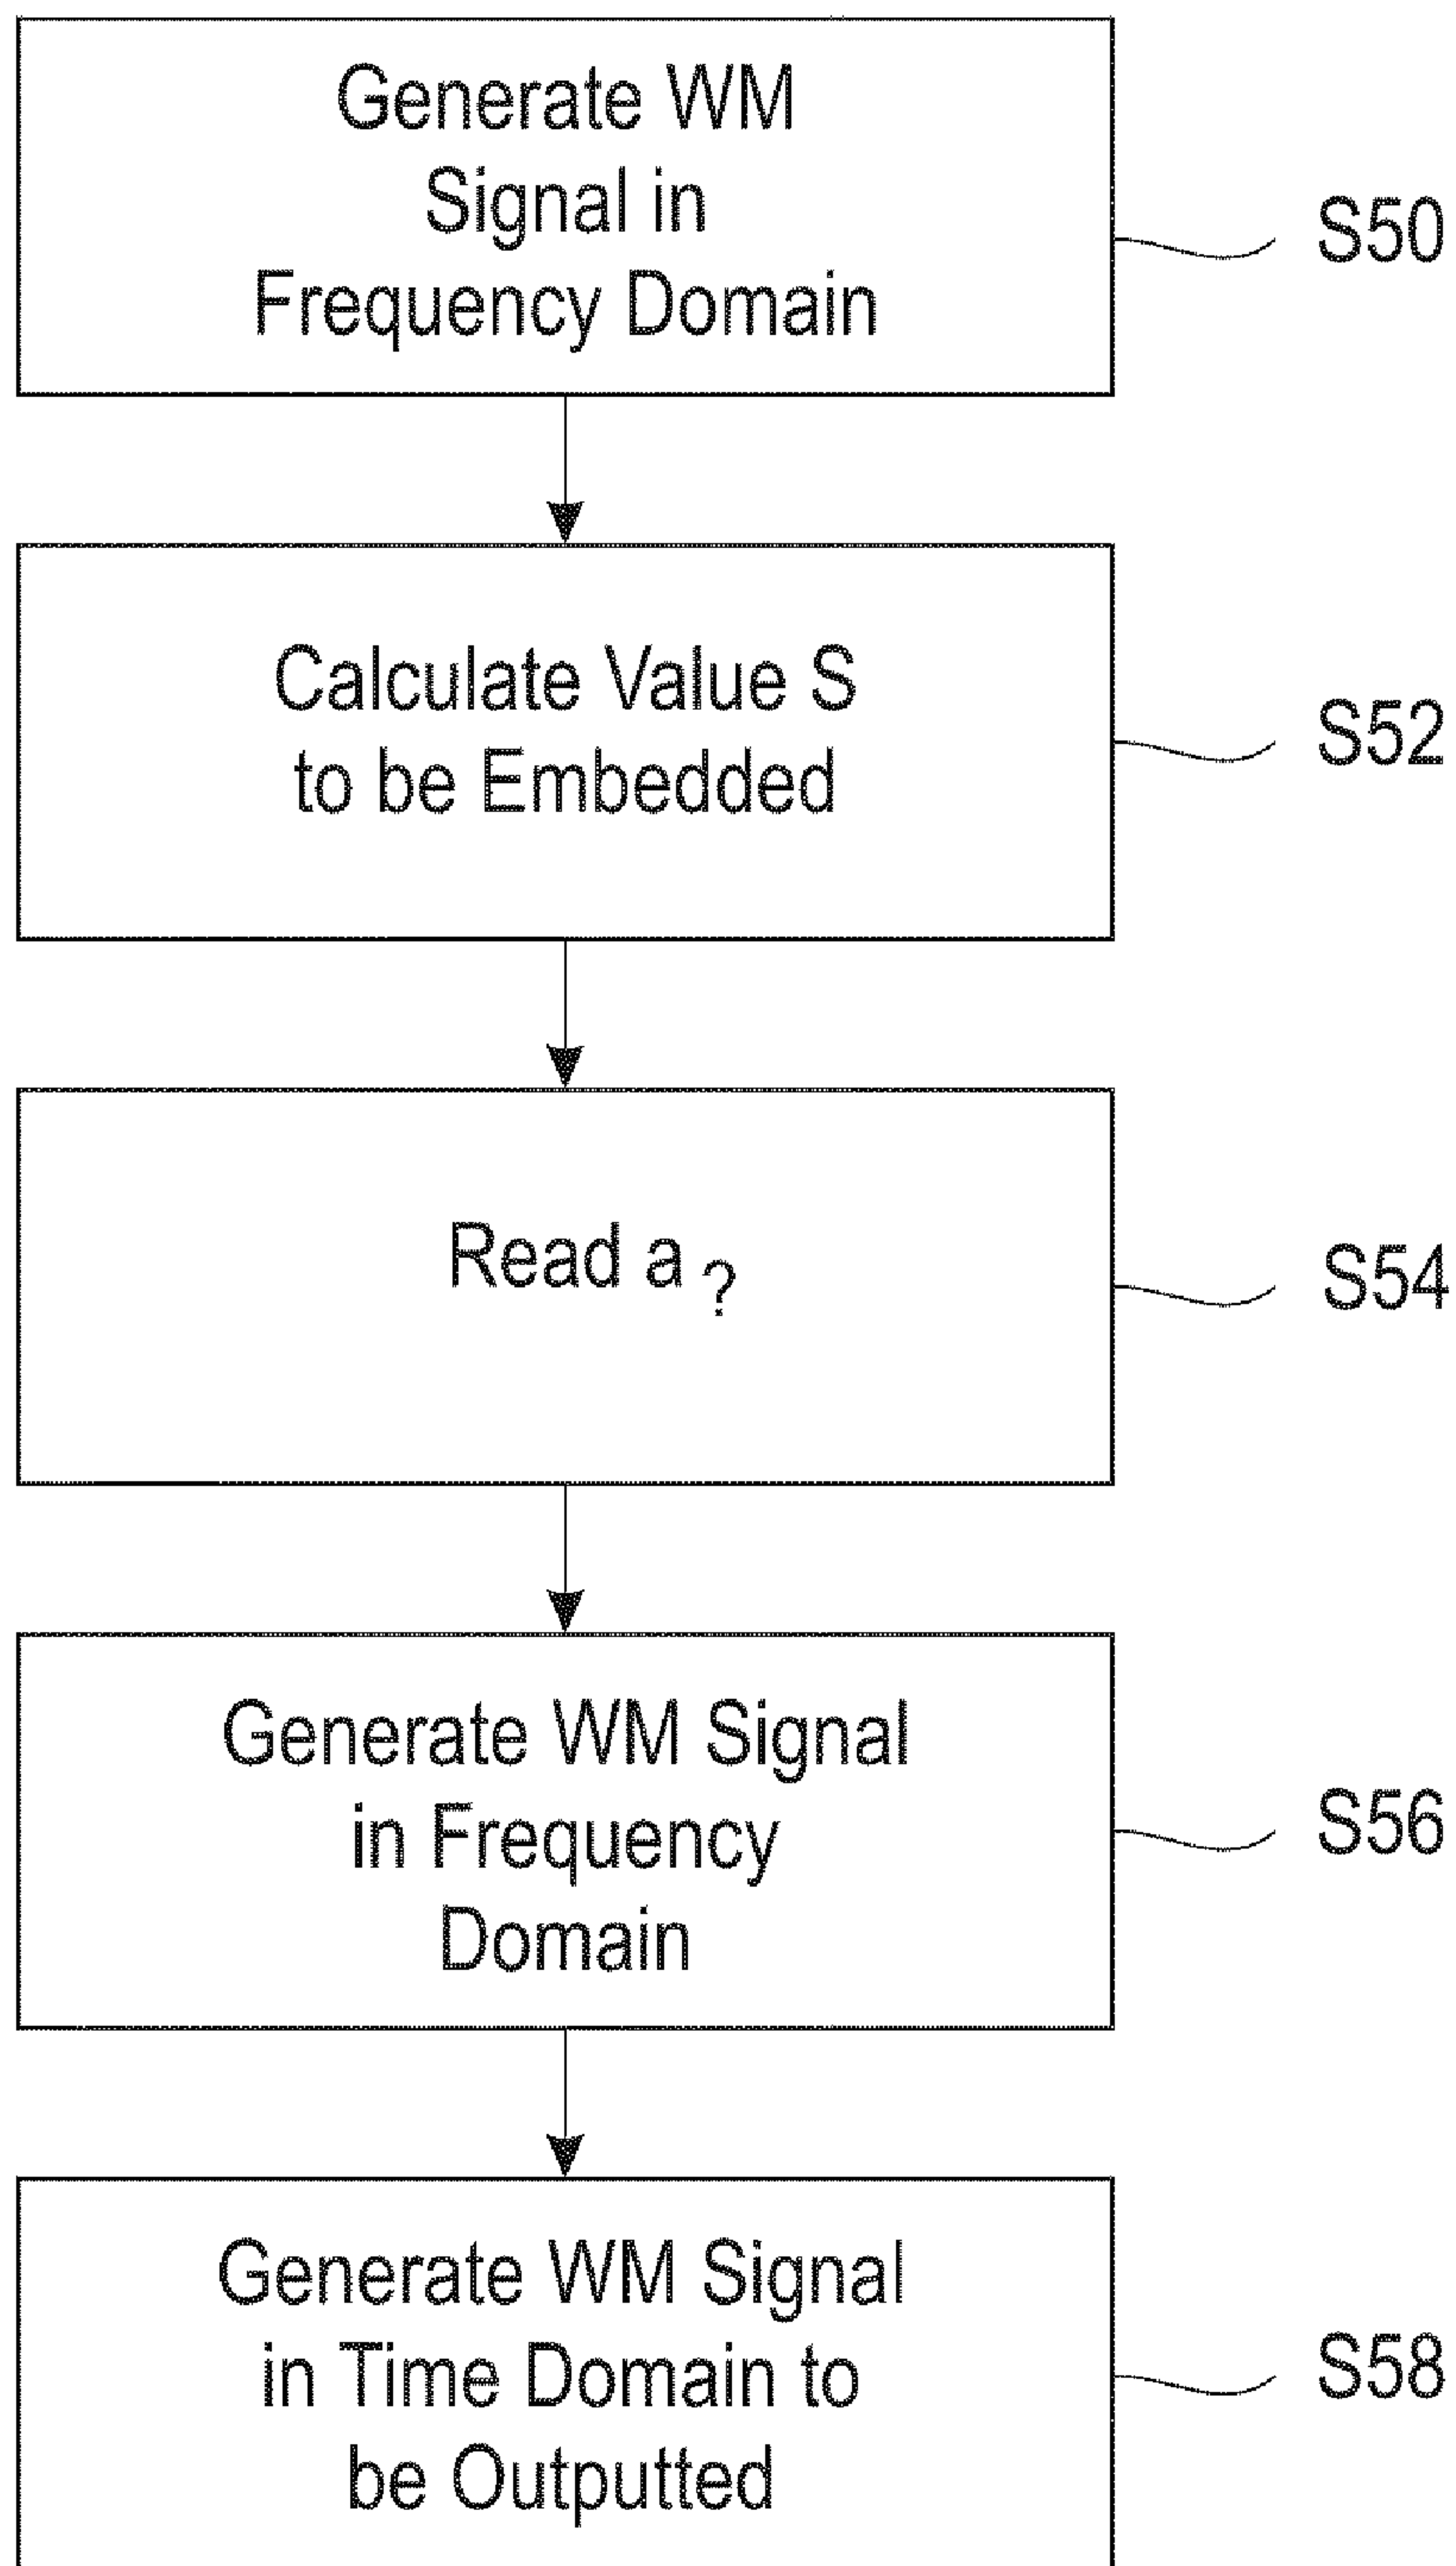 Generate WM
Signal in
Frequency Domain
S50
Calculate Value S
to be Embedded
S52
Read a ?
S54
Generate WM Signal
in Frequency
Domain
S56
Generate WM Signal
in Time Domain to
be Outputted
S58